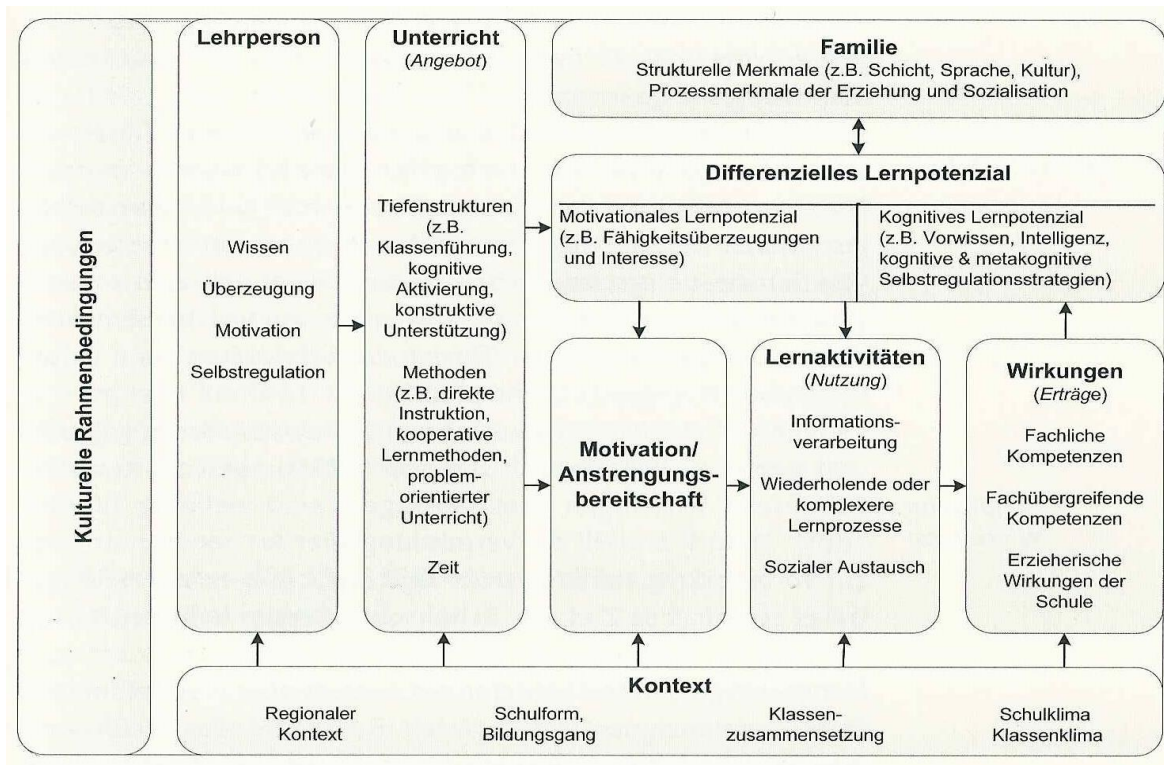 Kulturelle Rahmenbedingungen
Lehrperson
Wissen
Überzeugung
Motivation
Selbstregulation
Unterricht
(Angebot)
Tiefenstrukturen
(z.B.
Klassenführung,
kognitive
Aktivierung,
konstruktive
Unterstützung)
Methoden
(z.B. direkte
Instruktion,
kooperative
Lernmethoden,
problem-
orientierter
Unterricht)
Zeit
Familie
Strukturelle Merkmale (z.B. Schicht, Sprache, Kultur),
Prozessmerkmale der Erziehung und Sozialisation
Differenzielles Lernpotenzial
Motivationales Lernpotenzial
(z.B. Fähigkeitsüberzeugungen
und Interesse)
Kognitives Lernpotenzial
(z.B. Vorwissen, Intelligenz,
kognitive & metakognitive
Selbstregulationsstrategien)
Motivation/
Anstrengungs-
bereitschaft
Lernaktivitäten
(Nutzung)
Informations-
verarbeitung
Wiederholende oder
komplexere
Lernprozesse
Sozialer Austausch
Wirkungen
(Erträge)
Fachliche
Kompetenzen
Fachübergreifende
Kompetenzen
Erzieherische
Wirkungen der
Schule
Kontext
Regionaler
Kontext
Schulform,
Bildungsgang
Klassen-
zusammensetzung
Schulklima
Klassenklima